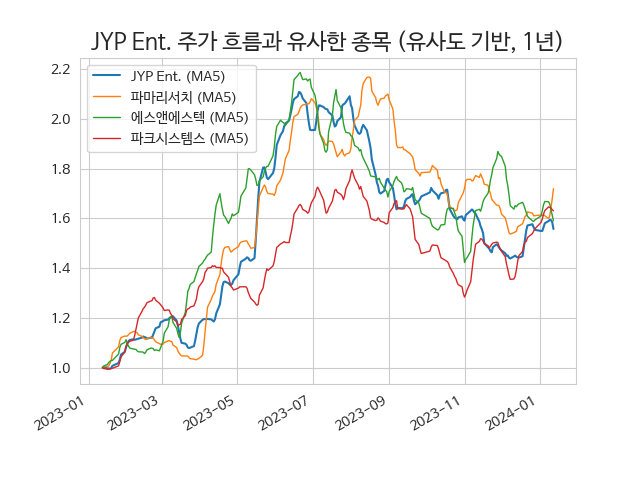 JYP Ent. 주가 흐름과 유사한 종목 (유사도 기반, 1년)
JYP Ent. (MA5)
파마리서치 (MA5)
에스앤에스텍 (MA5)
파크시스템스 (MA5)
2.2
2.0
1.8
1.6
1.4
1.2
1.0
2023-01
2023-03
2023-05
2023-07
2023-09
2023-11
2024-01